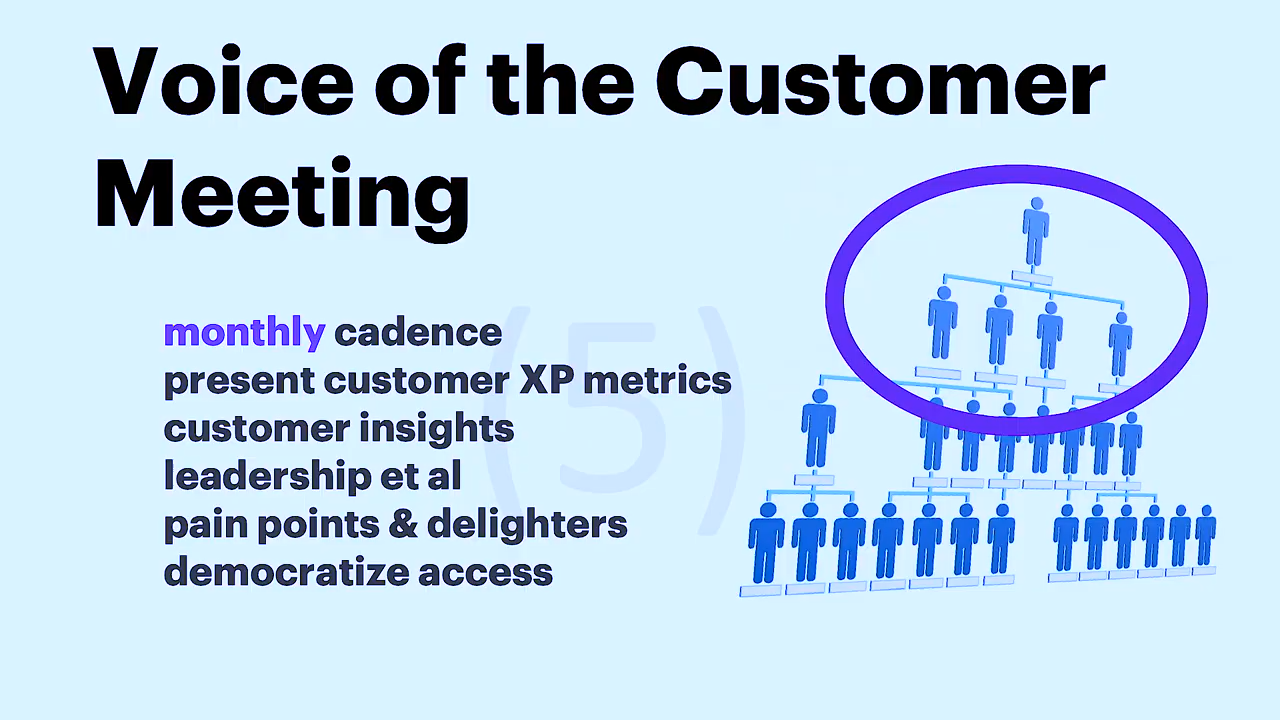 Voice of the Customer
Meeting
(5)
monthly cadence
present customer XP metrics
customer insights
leadership et al
pain points & delighters
democratize access